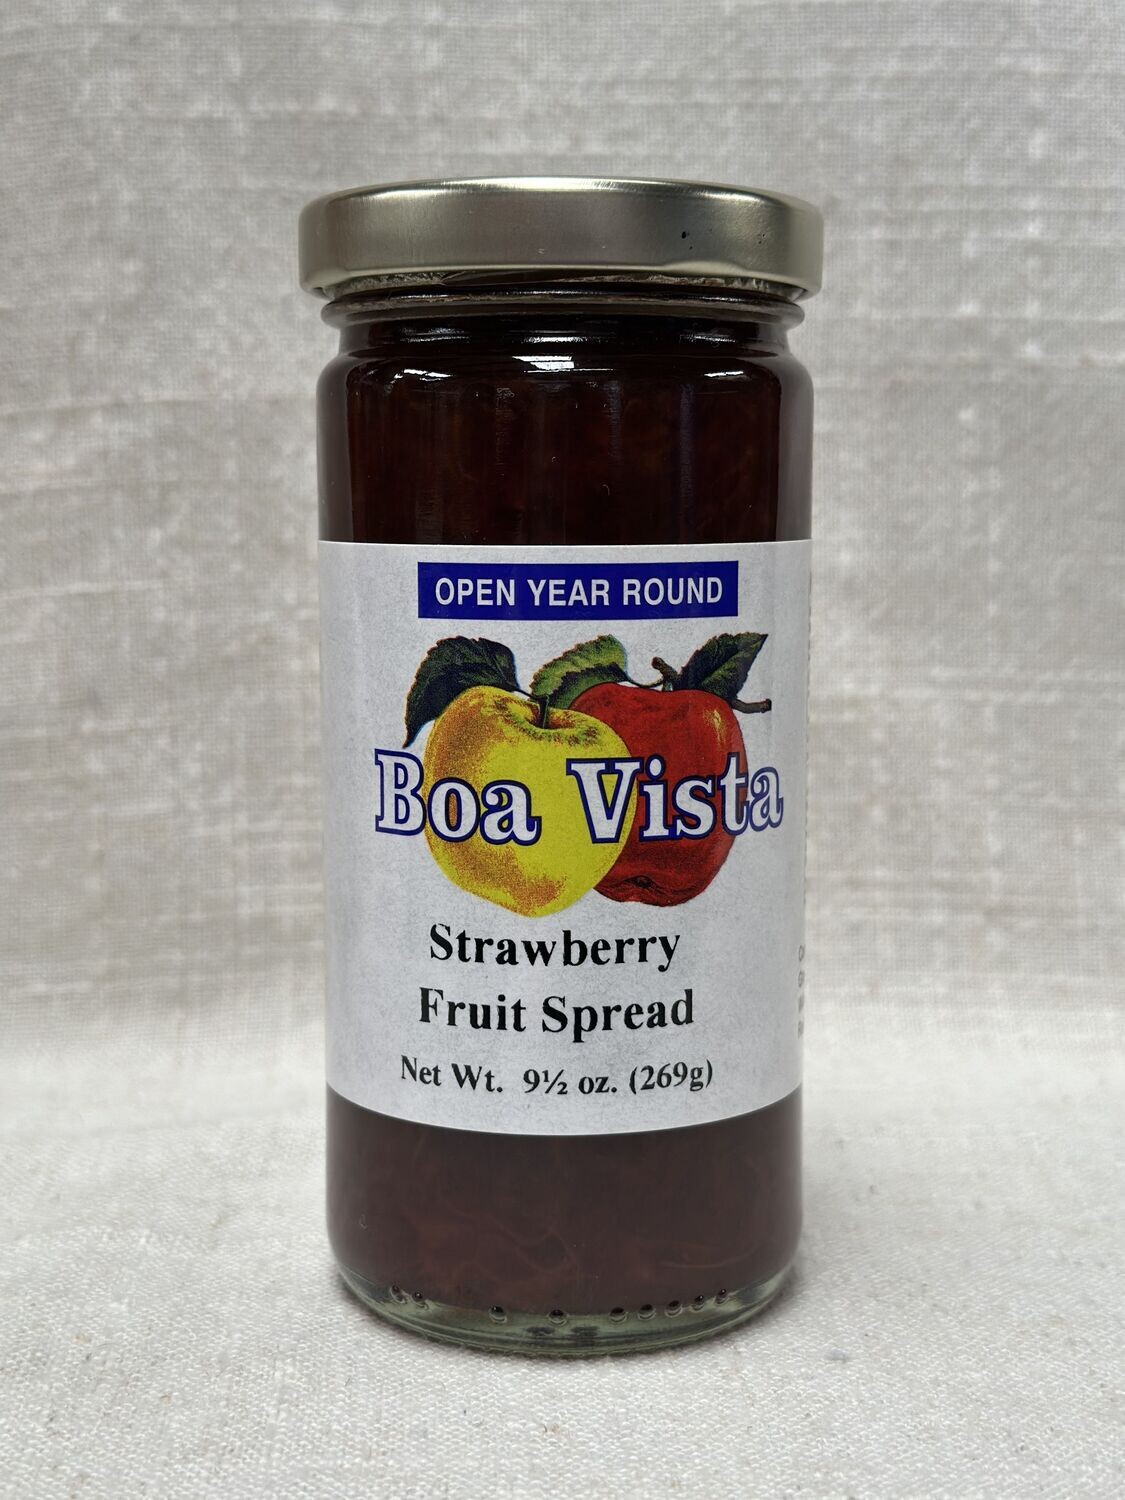 OPEN YEAR ROUND
Boa Vista
Strawberry
Fruit Spread
Net Wt. 9½ oz. (269g)